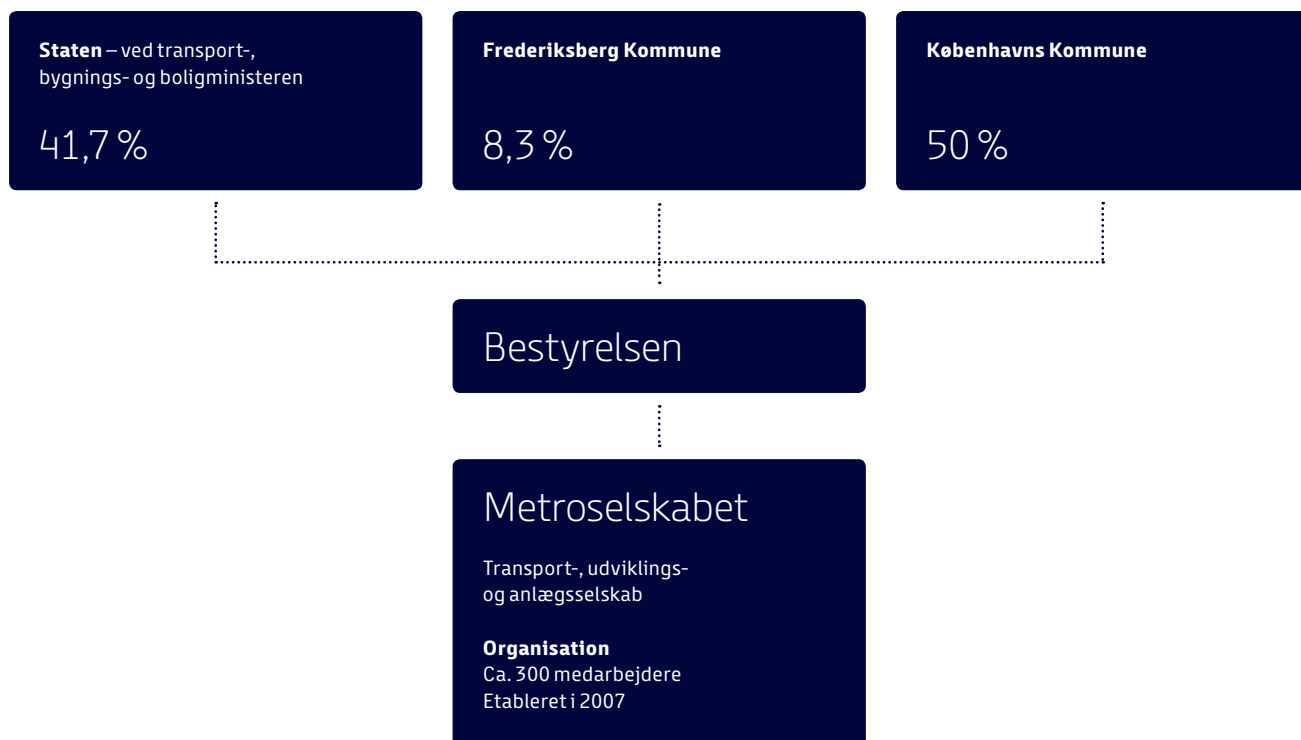 Staten – ved transport-,
bygnings- og boligministeren
41,7 %
Frederiksberg Kommune
8,3 %
Københavns Kommune
50 %
Bestyrelsen
Metroselskabet
Transport-, udviklings-
og anlægsselskab
Organisation
Ca. 300 medarbejdere
Etableret i 2007